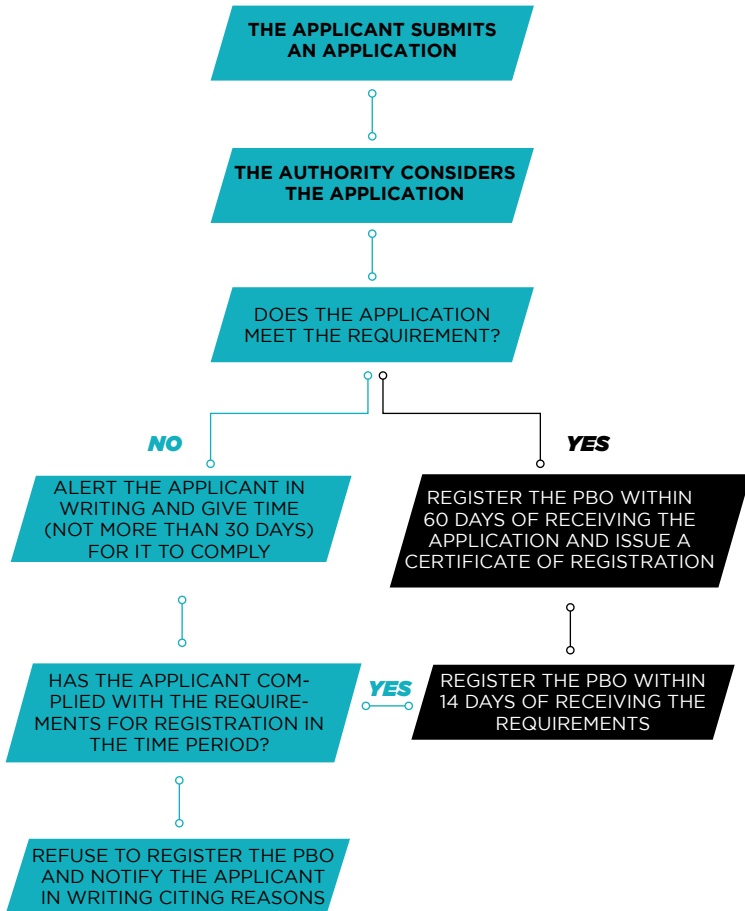 THE APPLICANT SUBMITS
AN APPLICATION
THE AUTHORITY CONSIDERS
THE APPLICATION
DOES THE APPLICATION
MEET THE REQUIREMENT?
NO
YES
ALERT THE APPLICANT IN
WRITING AND GIVE TIME
(NOT MORE THAN 30 DAYS)
FOR IT TO COMPLY
REGISTER THE PBO WITHIN
60 DAYS OF RECEIVING THE
APPLICATION AND ISSUE A
CERTIFICATE OF REGISTRATION
HAS THE APPLICANT COM-
PLIED WITH THE REQUIRE-
MENTS FOR REGISTRATION IN
THE TIME PERIOD?
YES
REGISTER THE PBO WITHIN
14 DAYS OF RECEIVING THE
REQUIREMENTS
REFUSE TO REGISTER THE PBO
AND NOTIFY THE APPLICANT
IN WRITING CITING REASONS